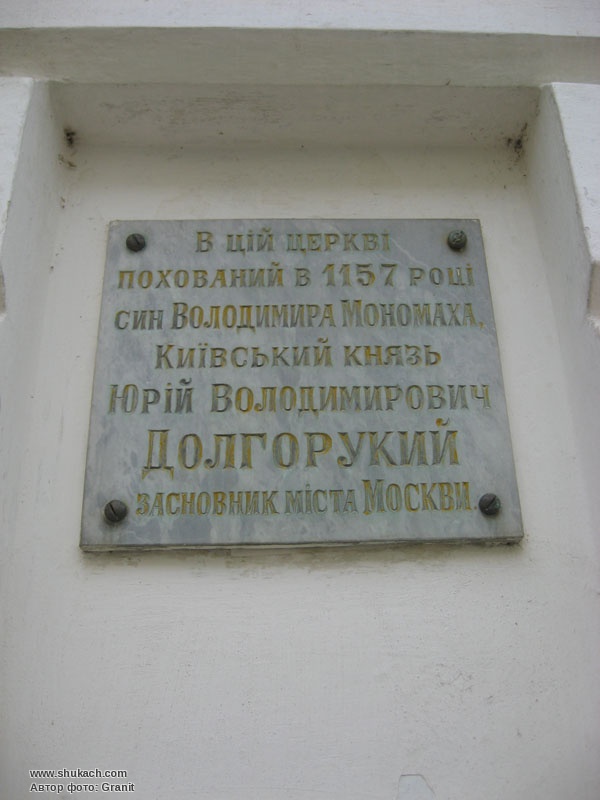 В ЦІЙ ЦЕРКВІ
ПОХОВАНИЙ В 1157 РОЦІ
СИН ВОЛОДИМИРА МОНОМАХА,
КИЇВСЬКИЙ КНЯЗЬ
ЮРІЙ ВОЛОДИМИРОВИЧ
ДОЛГОРУКИЙ
ЗАСНОВНИК МІСТА МОСКВИ.
www.shukach.com
Автор фото: Granit